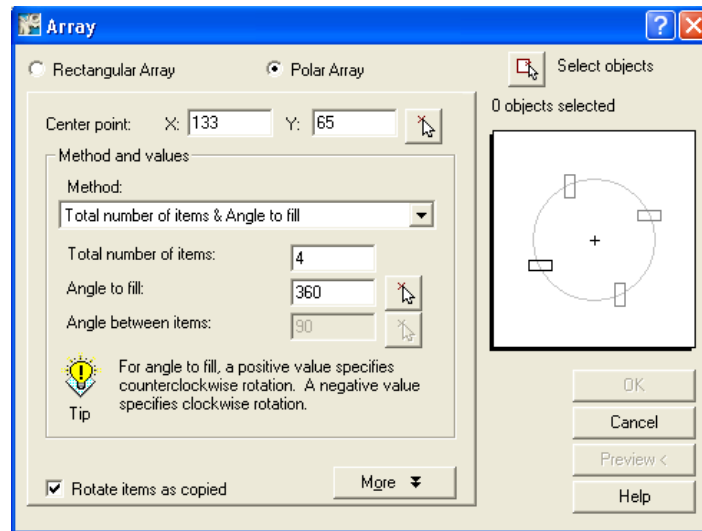 Array
Rectangular Array
Polar Array
Select objects
Center point: X: 133 Y: 65
0 objects selected
Method and values
Method:
Total number of items & Angle to fill
Total number of items: 4
Angle to fill: 360
Angle between items: 90
For angle to fill, a positive value specifies
counterclockwise rotation. A negative value
specifies clockwise rotation.
Tip
OK
Cancel
Preview <
Help
Rotate items as copied
More